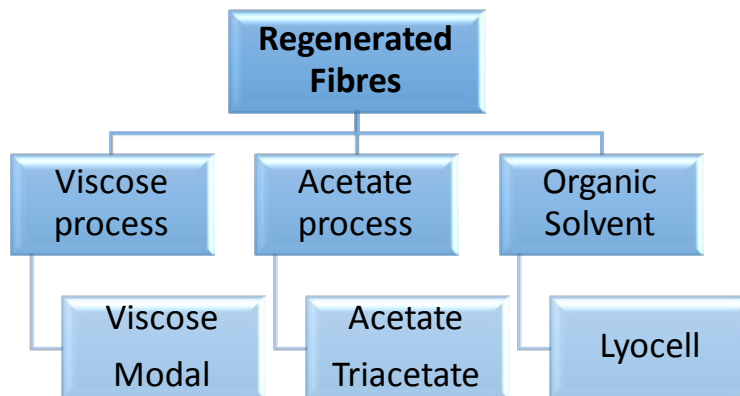 Regenerated
Fibres
Viscose
process
Acetate
process
Organic
Solvent
Viscose
Modal
Acetate
Triacetate
Lyocell